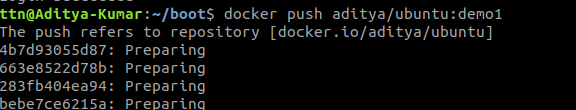 ttn@Aditya-Kumar:~/boot$ docker push aditya/ubuntu:demo1
The push refers to repository [docker.io/aditya/ubuntu]
4b7d93055d87: Preparing
663e8522d78b: Preparing
283fb404ea94: Preparing
bebe7ce6215a: Preparing